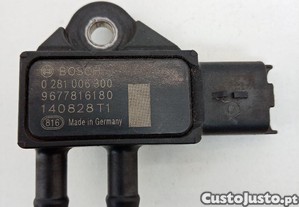 BOSCH
0 281 006 300
9677816180
140828T1
816 Made in Germany
CustoJusto.pt